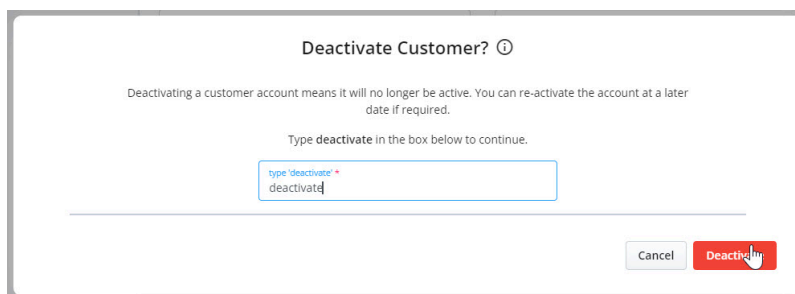 Deactivate Customer?
Deactivating a customer account means it will no longer be active. You can re-activate the account at a later
date if required.
Type deactivate in the box below to continue.
type 'deactivate' *
deactivate
Cancel
Deactivate